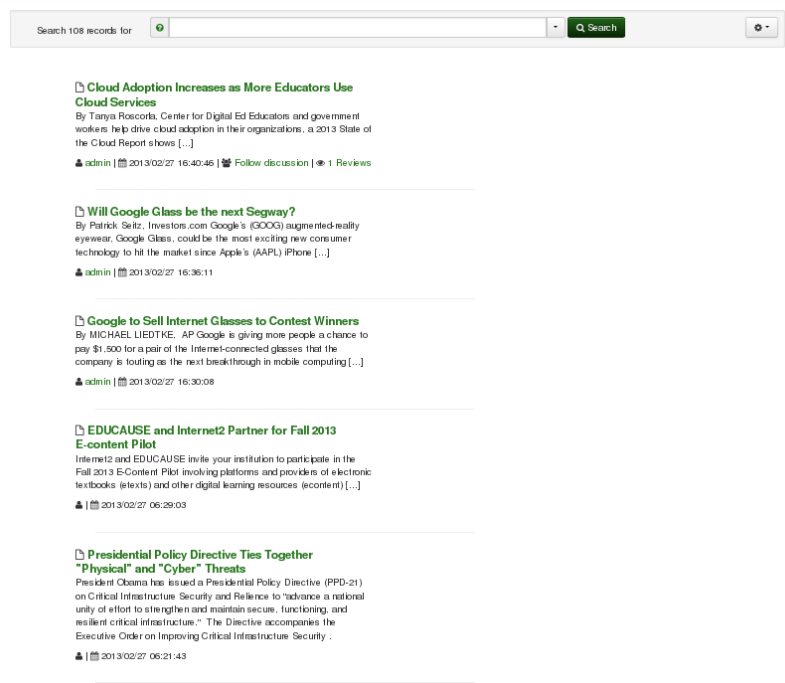 Search 108 records for
Search
Cloud Adoption Increases as More Educators Use
Cloud Services
By Tanya Roscorla, Center for Digital Ed Educators and government
workers help drive cloud adoption in their organizations, a 2013 State of
the Cloud Report shows [...]
admin | 2013/02/27 16:40:46 | Follow discussion | 1 Reviews
Will Google Glass be the next Segway?
By Patrick Seitz, Investors.com Google's (GOOG) augmented-reality
eyewear, Google Glass, could be the most exciting new consumer
technology to hit the market since Apple's (AAPL) iPhone [...]
admin | 2013/02/27 16:36:11
Google to Sell Internet Glasses to Contest Winners
By MICHAEL LIEDTKE, AP Google is giving more people a chance to
pay $1,500 for a pair of the Internet-connected glasses that the
company is touting as the next breakthrough in mobile computing [...]
admin | 2013/02/27 16:30:08
EDUCAUSE and Internet2 Partner for Fall 2013
E-content Pilot
Internet2 and EDUCAUSE invite your institution to participate in the
Fall 2013 E-Content Pilot involving platforms and providers of electronic
textbooks (etexts) and other digital learning resources (econtent) [...]
| 2013/02/27 06:29:03
Presidential Policy Directive Ties Together
"Physical" and "Cyber" Threats
President Obama has issued a Presidential Policy Directive (PPD-21)
on Critical Infrastructure Security and Relience to "advance a national
unity of effort to strengthen and maintain secure, functioning, and
resilient critical infrastructure." The Directive accompanies the
Executive Order on Improving Critical Infrastructure Security .
| 2013/02/27 06:21:43